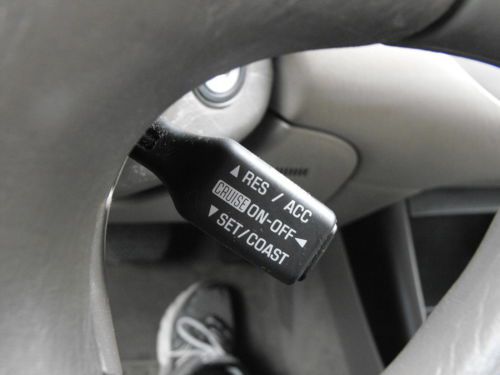 ▲ RES / ACC
CRUISE ON-OFF ◄
▼ SET/COAST